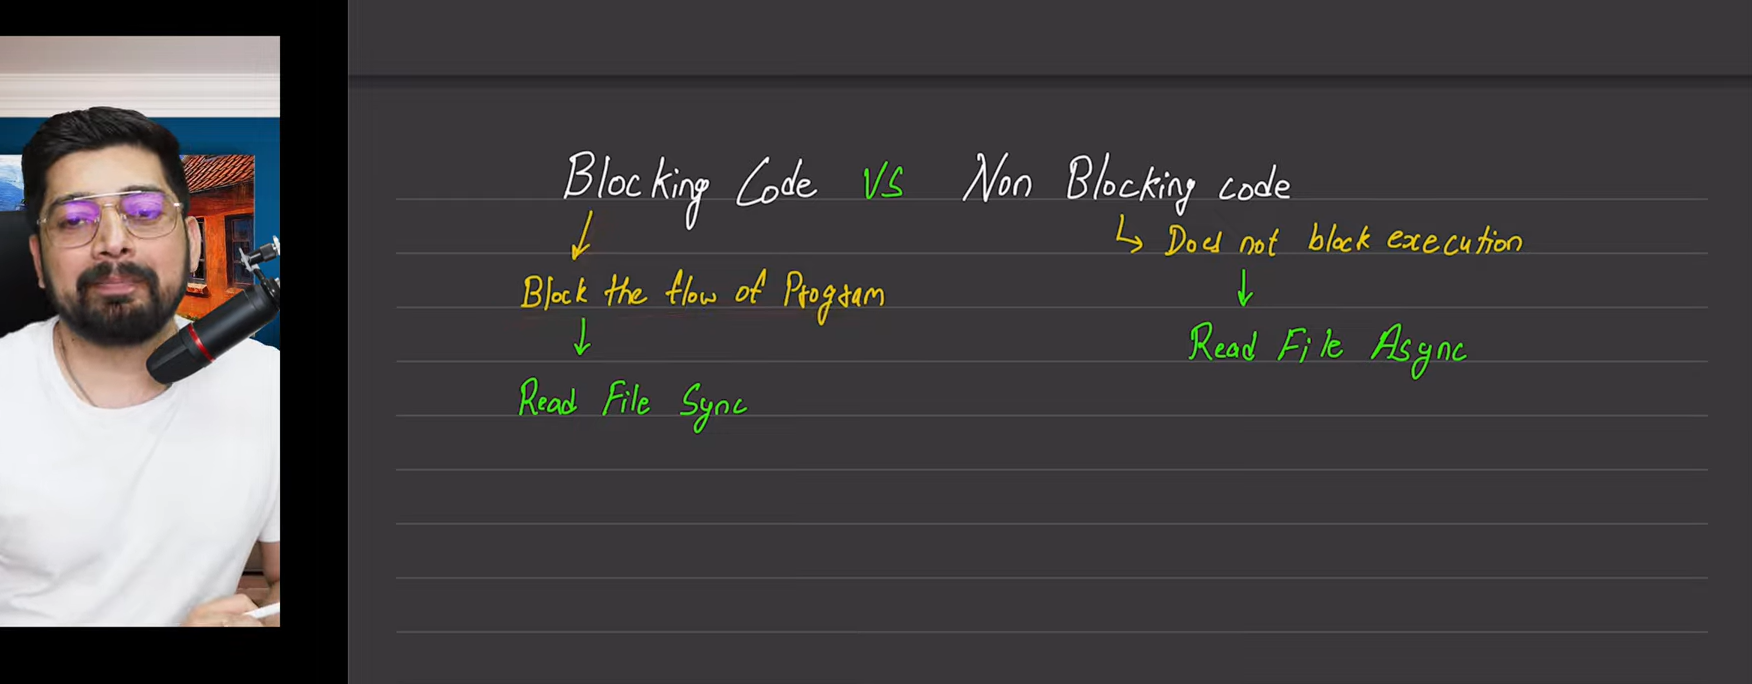 Blocking Code VS Non Blocking code
Does not block execution
Block the flow of Program
Read File Async
Read File Sync